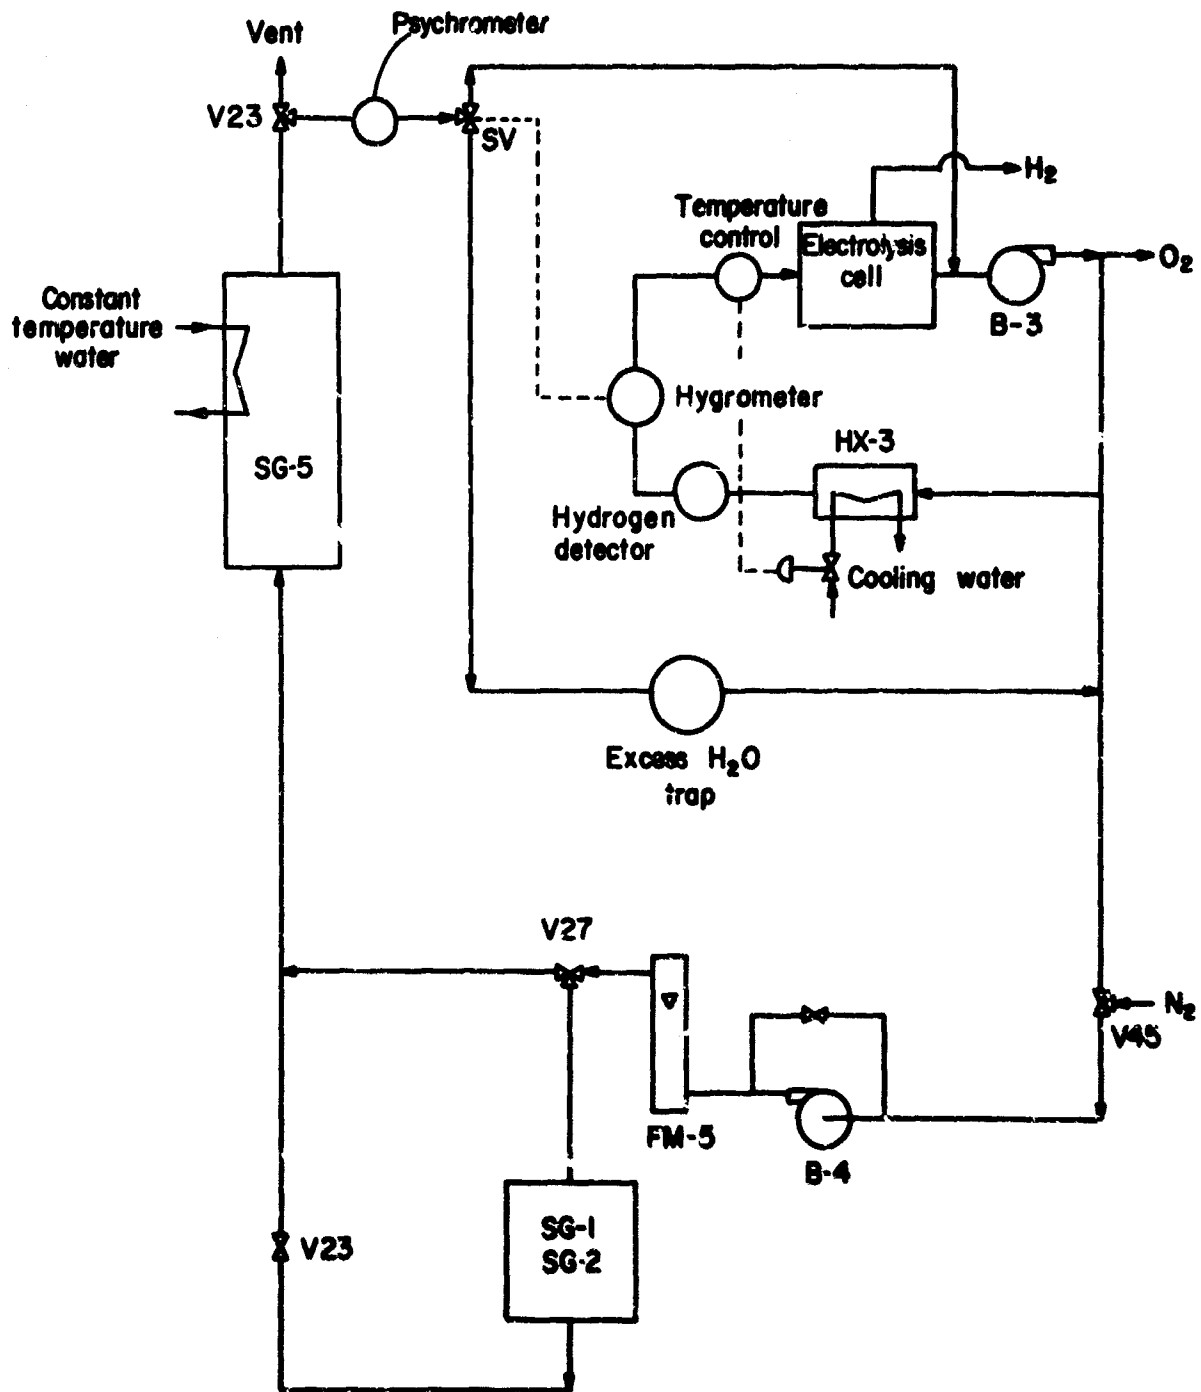 Vent
Psychrometer
V23
SV
H2
Temperature
control
Electrolysis
cell
O2
B-3
Constant
temperature
water
Hygrometer
HX-3
SG-5
Hydrogen
detector
Cooling water
Excess H2O
trap
V27
N2
V45
FM-5
B-4
SG-1
SG-2
V23